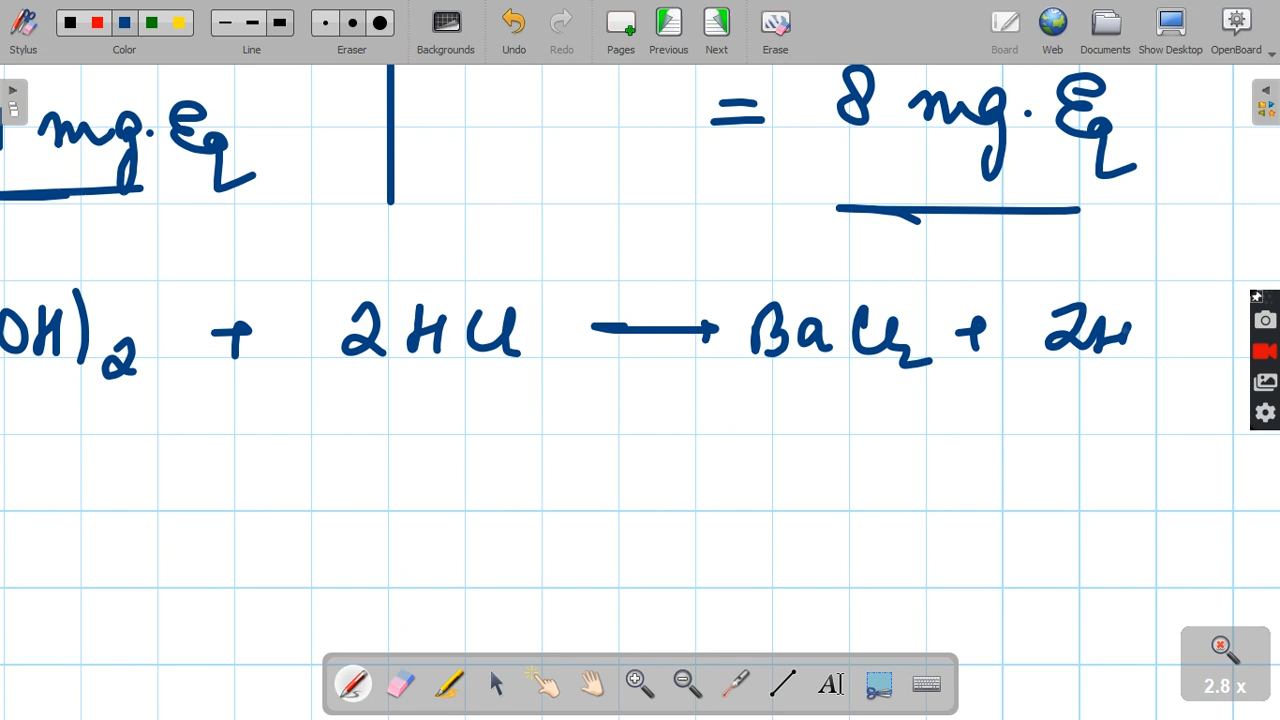 Stylus Color Line Eraser Backgrounds Undo Redo Pages Previous Next Erase Board Web Documents Show Desktop OpenBoard
mg. Eq = 8 mg. Eq
OH)2 + 2HCl → BaCl2 + 2H
2.8 x